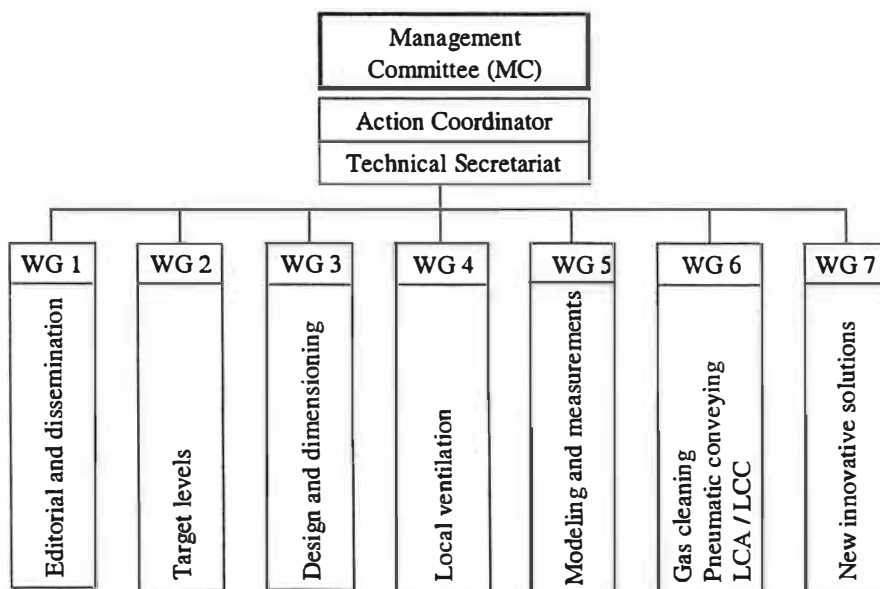 Management
Committee (MC)
Action Coordinator
Technical Secretariat
WG 1
WG 2
WG 3
WG 4
WG 5
WG 6
WG 7
Editorial and dissemination
Target levels
Design and dimensioning
Local ventilation
Modeling and measurements
Gas cleaning
Pneumatic conveying
LCA / LCC
New innovative solutions